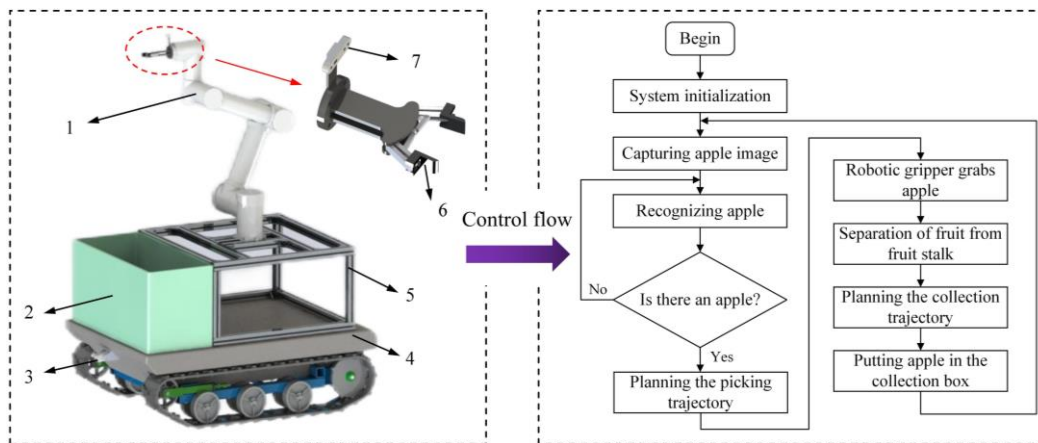 1
7
6
2
5
3
4
Control flow
Begin
System initialization
Capturing apple image
Recognizing apple
Is there an apple?
No
Yes
Planning the picking
trajectory
Robotic gripper grabs
apple
Separation of fruit from
fruit stalk
Planning the collection
trajectory
Putting apple in the
collection box